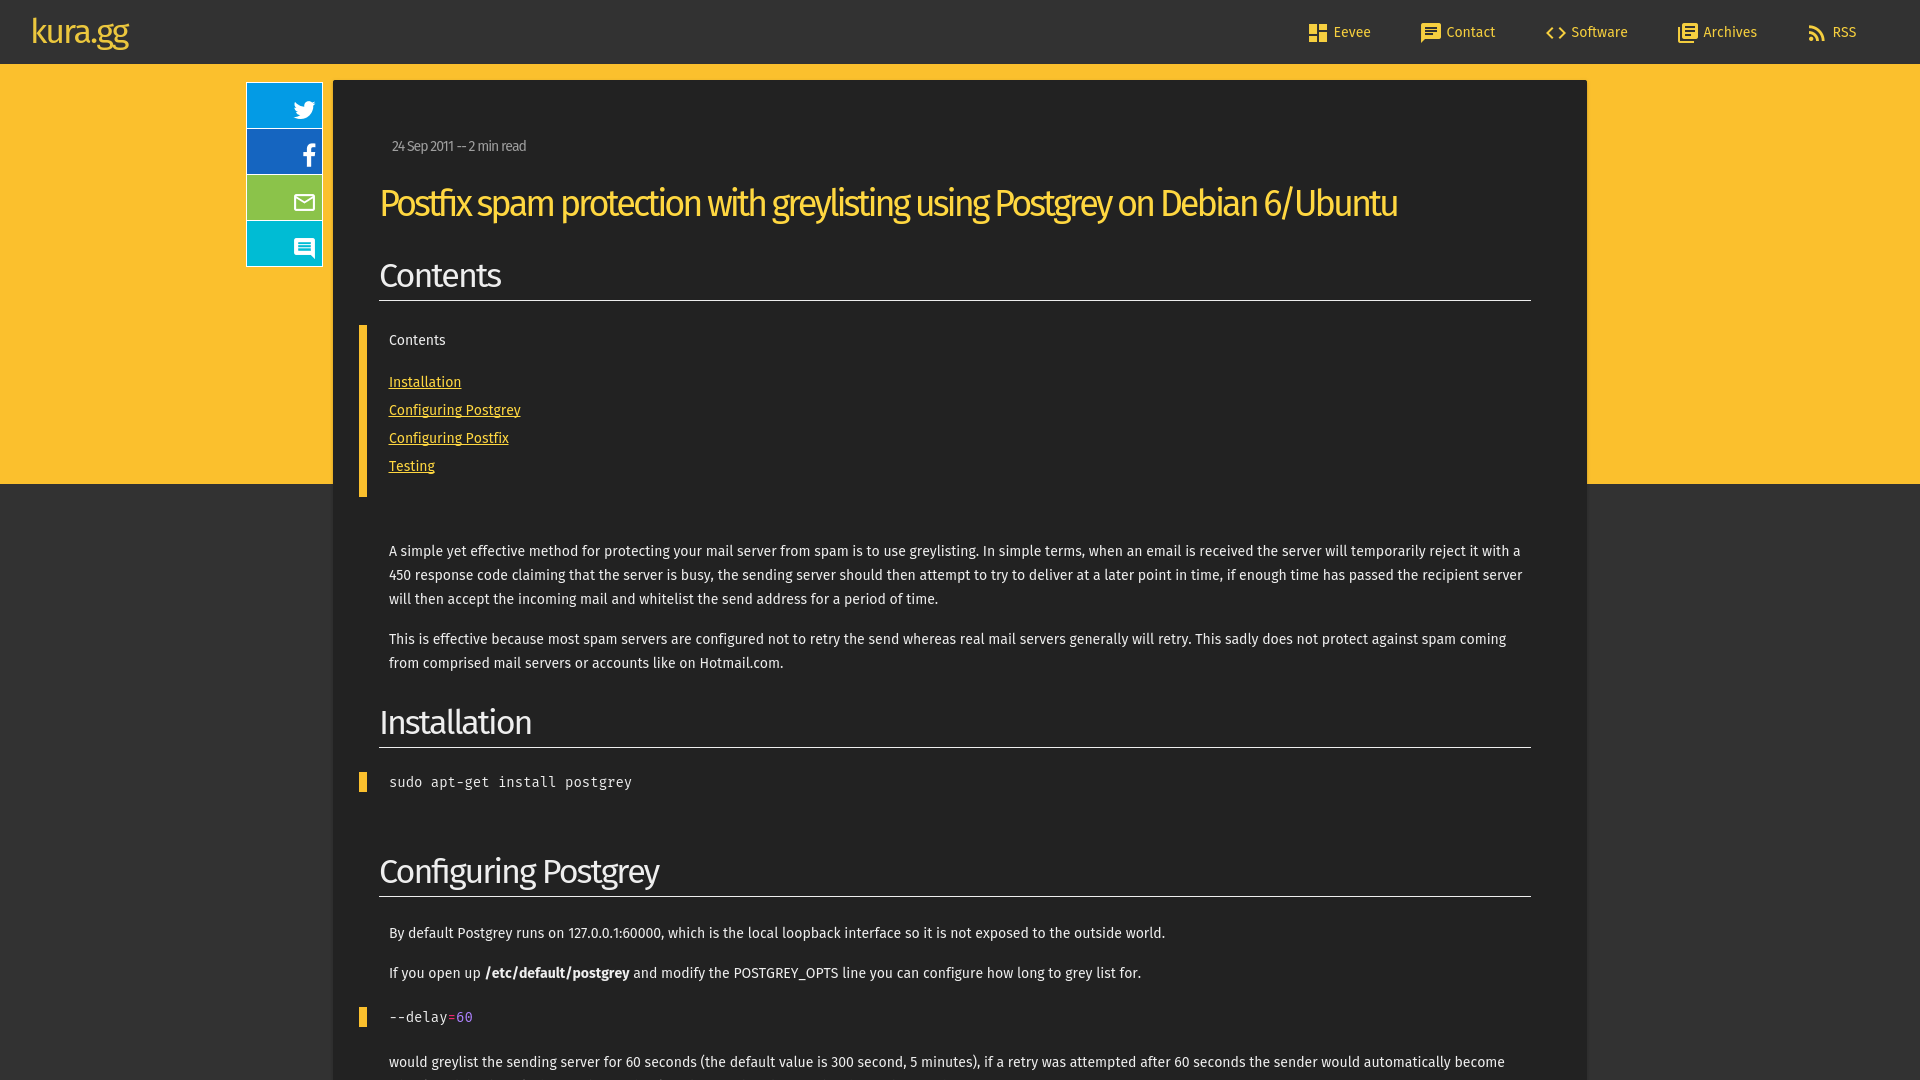 kura.gg
Eevee
Contact
Software
Archives
RSS
24 Sep 2011 -- 2 min read
Postfix spam protection with greylisting using Postgrey on Debian 6/Ubuntu
Contents
Contents
Installation
Configuring Postgrey
Configuring Postfix
Testing
A simple yet effective method for protecting your mail server from spam is to use greylisting. In simple terms, when an email is received the server will temporarily reject it with a
450 response code claiming that the server is busy, the sending server should then attempt to try to deliver at a later point in time, if enough time has passed the recipient server
will then accept the incoming mail and whitelist the send address for a period of time.
This is effective because most spam servers are configured not to retry the send whereas real mail servers generally will retry. This sadly does not protect against spam coming
from comprised mail servers or accounts like on Hotmail.com.
Installation
sudo apt-get install postgrey
Configuring Postgrey
By default Postgrey runs on 127.0.0.1:60000, which is the local loopback interface so it is not exposed to the outside world.
If you open up /etc/default/postgrey and modify the POSTGREY_OPTS line you can configure how long to grey list for.
--delay=60
would greylist the sending server for 60 seconds (the default value is 300 second, 5 minutes), if a retry was attempted after 60 seconds the sender would automatically become